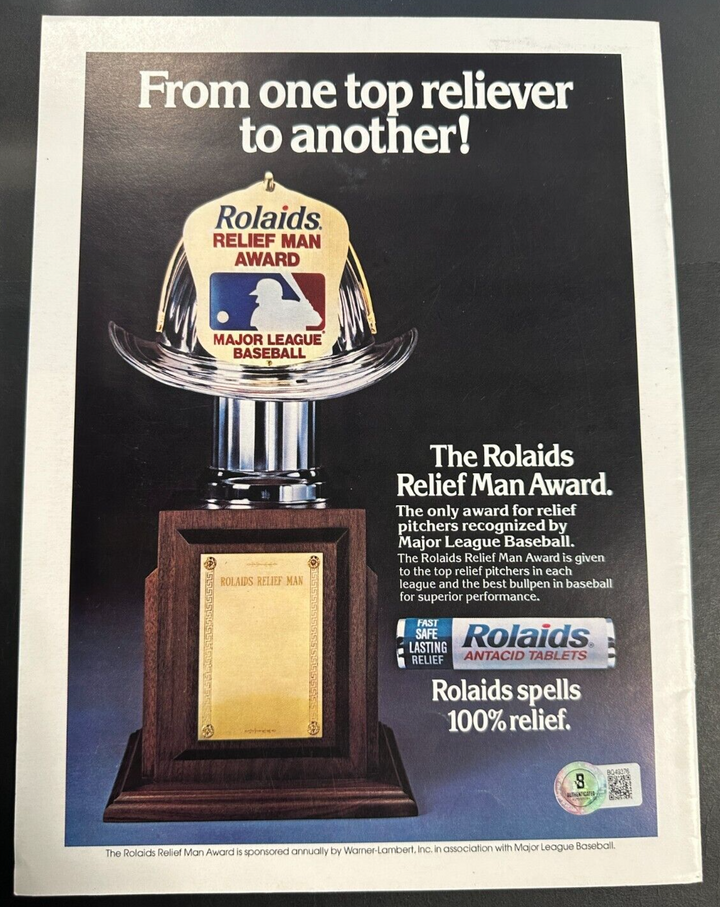 From one top reliever
to another!
Rolaids.
RELIEF MAN
AWARD
MAJOR LEAGUE
BASEBALL
The Rolaids
Relief Man Award.
The only award for relief
pitchers recognized by
Major League Baseball.
The Rolaids Relief Man Award is given
to the top relief pitchers in each
league and the best bullpen in baseball
for superior performance.
ROLAIDS RELIEF MAN
FAST
SAFE
LASTING
RELIEF
Rolaids
ANTACID TABLETS
Rolaids spells
100% relief.
B
AUTHENTICATED
BG49376
The Rolaids Relief Man Award is sponsored annually by Warner-Lambert, Inc. in association with Major League Baseball.